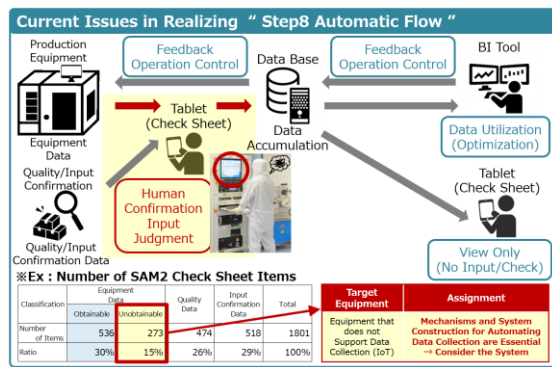 Current Issues in Realizing “ Step8 Automatic Flow ”
Production
Equipment
Feedback
Operation Control
Data Base
Feedback
Operation Control
BI Tool
Tablet
(Check Sheet)
Equipment
Data
Data
Accumulation
Data Utilization
(Optimization)
Quality/Input
Confirmation
Human
Confirmation
Input
Judgment
Tablet
(Check Sheet)
Quality/Input
Confirmation Data
View Only
(No Input/Check)
※Ex : Number of SAM2 Check Sheet Items
Classification
Equipment
Data
Obtainable
Unobtainable
Quality
Data
Input
Confirmation
Data
Total
Number
of Items
536
273
474
518
1801
Ratio
30%
15%
26%
29%
100%
Target
Equipment
Assignment
Equipment that
does not
Support Data
Collection (IoT)
Mechanisms and System
Construction for Automating
Data Collection are Essential
→ Consider the System